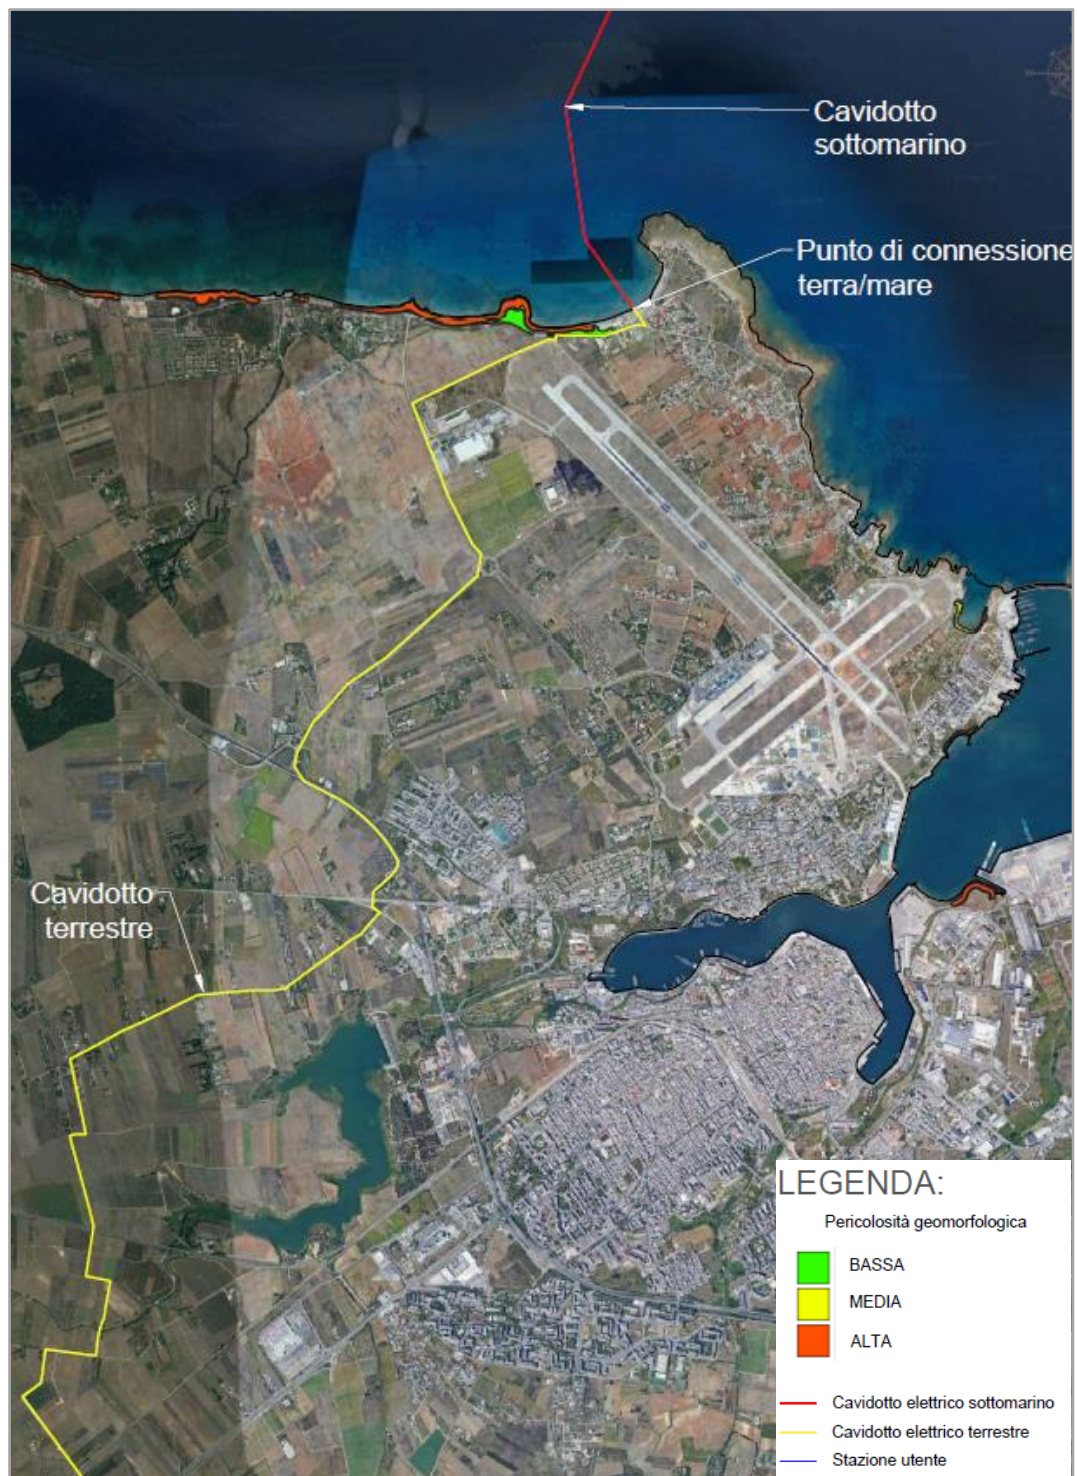 Cavidotto
sottomarino
Punto di connessione
terra/mare
Cavidotto
terrestre
LEGENDA:
Pericolosità geomorfologica
BASSA
MEDIA
ALTA
Cavidotto elettrico sottomarino
Cavidotto elettrico terrestre
Stazione utente